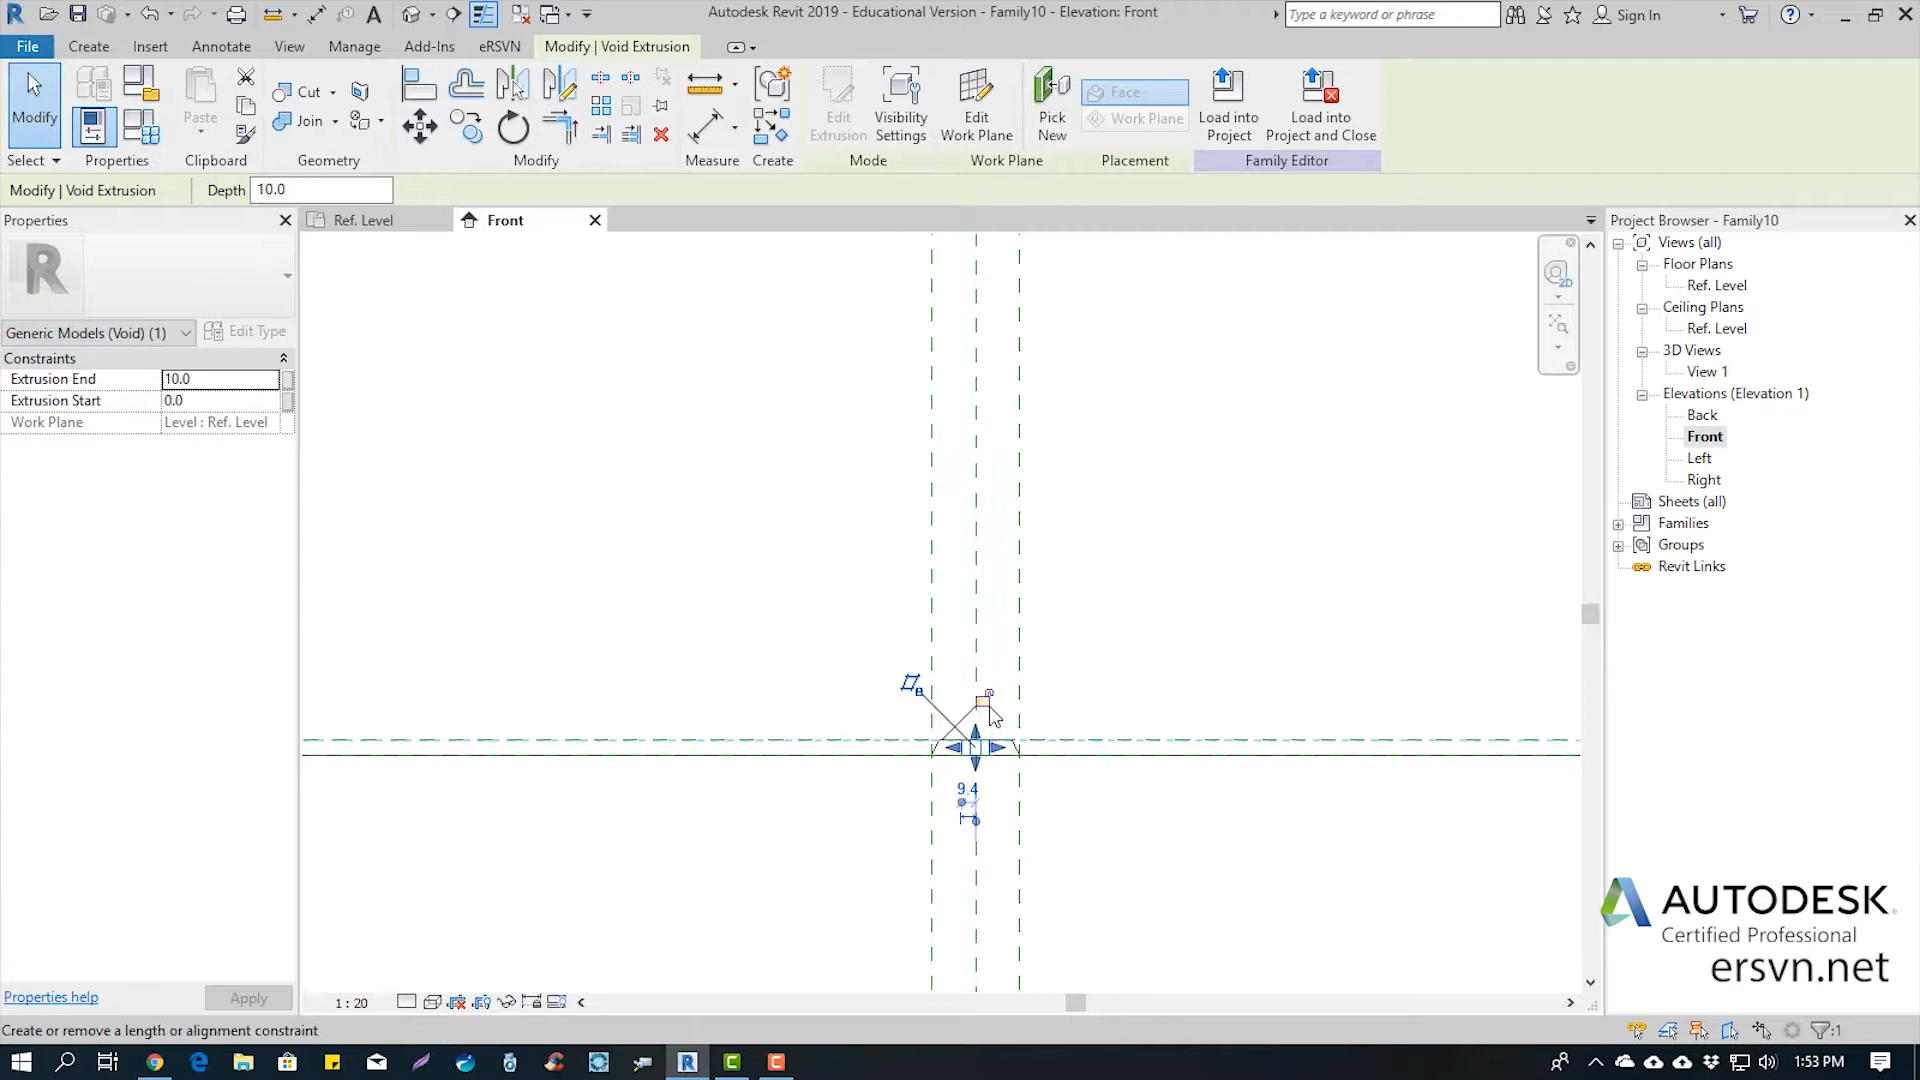 Autodesk Revit 2019 - Educational Version - Family10 - Elevation: Front
Type a keyword or phrase
Sign In
File
Create
Insert
Annotate
View
Manage
Add-Ins
eRSVN
Modify | Void Extrusion
Modify
Paste
Cut
Join
Edit
Extrusion
Visibility
Settings
Edit
Work Plane
Pick
New
Face
Work Plane
Load into
Project
Load into
Project and Close
Select
Properties
Clipboard
Geometry
Modify
Measure
Create
Mode
Work Plane
Placement
Family Editor
Modify | Void Extrusion
Depth
10.0
Properties
Ref. Level
Front
Project Browser - Family10
R
Generic Models (Void) (1)
Edit Type
Constraints
Extrusion End
10.0
Extrusion Start
0.0
Work Plane
Level : Ref. Level
2D
Views (all)
Floor Plans
Ref. Level
Ceiling Plans
Ref. Level
3D Views
View 1
Elevations (Elevation 1)
Back
Front
Left
Right
Sheets (all)
Families
Groups
Revit Links
9.4
AUTODESK
Certified Professional
ersvn.net
Properties help
Apply
1 : 20
Create or remove a length or alignment constraint
:1
1:53 PM